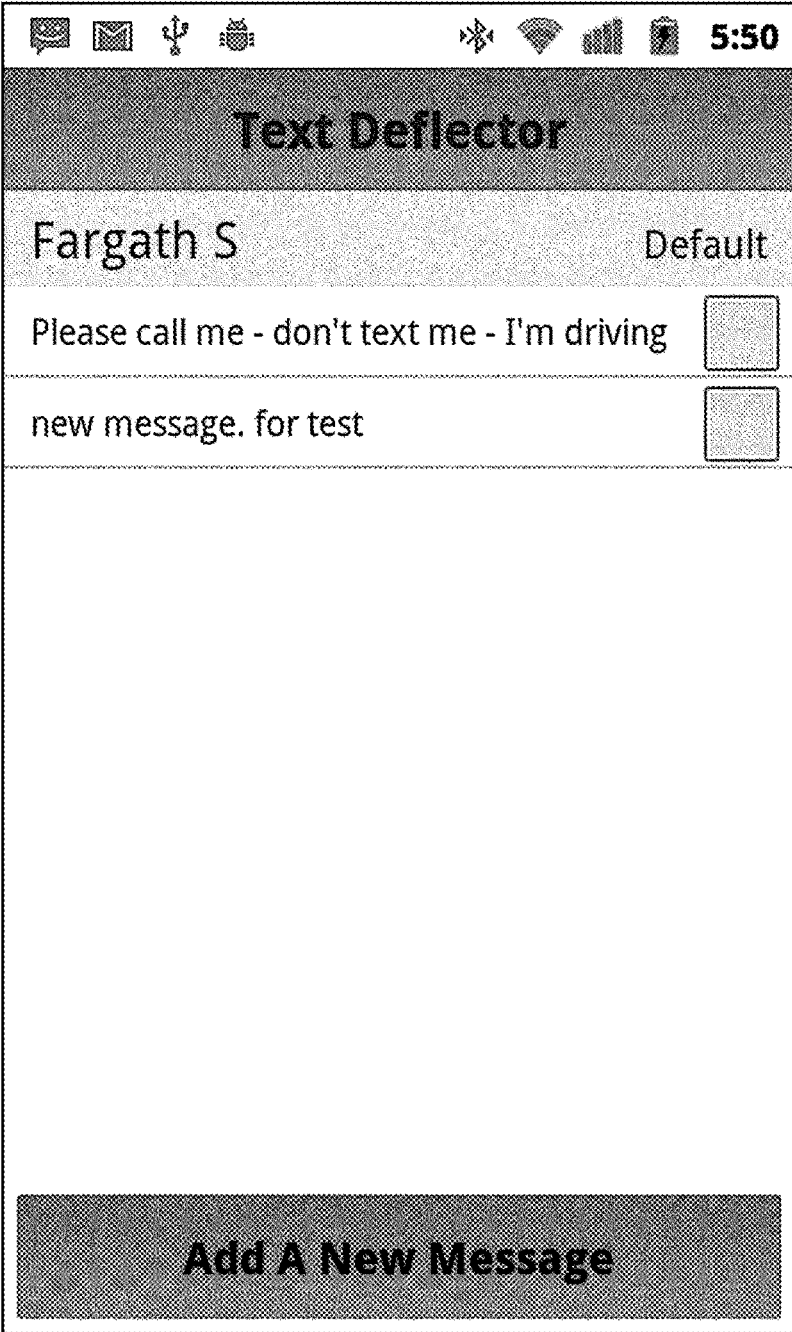 5:50
Text Deflector
Fargath S Default
Please call me - don't text me - I'm driving
new message. for test
Add A New Message